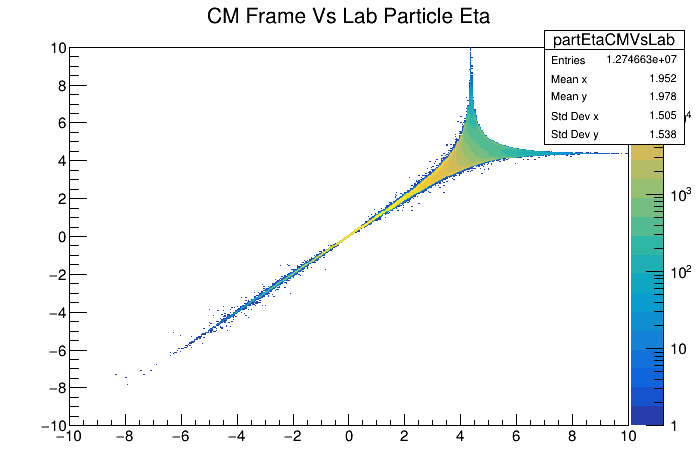 CM Frame Vs Lab Particle Eta
partEtaCMVsLab
Entries 1.274663e+07
Mean x 1.952
Mean y 1.978
Std Dev x 1.505
Std Dev y 1.538
10
8
6
4
2
0
−2
−4
−6
−8
−10
−10 −8 −6 −4 −2 0 2 4 6 8 10
4
10³
10²
10
1